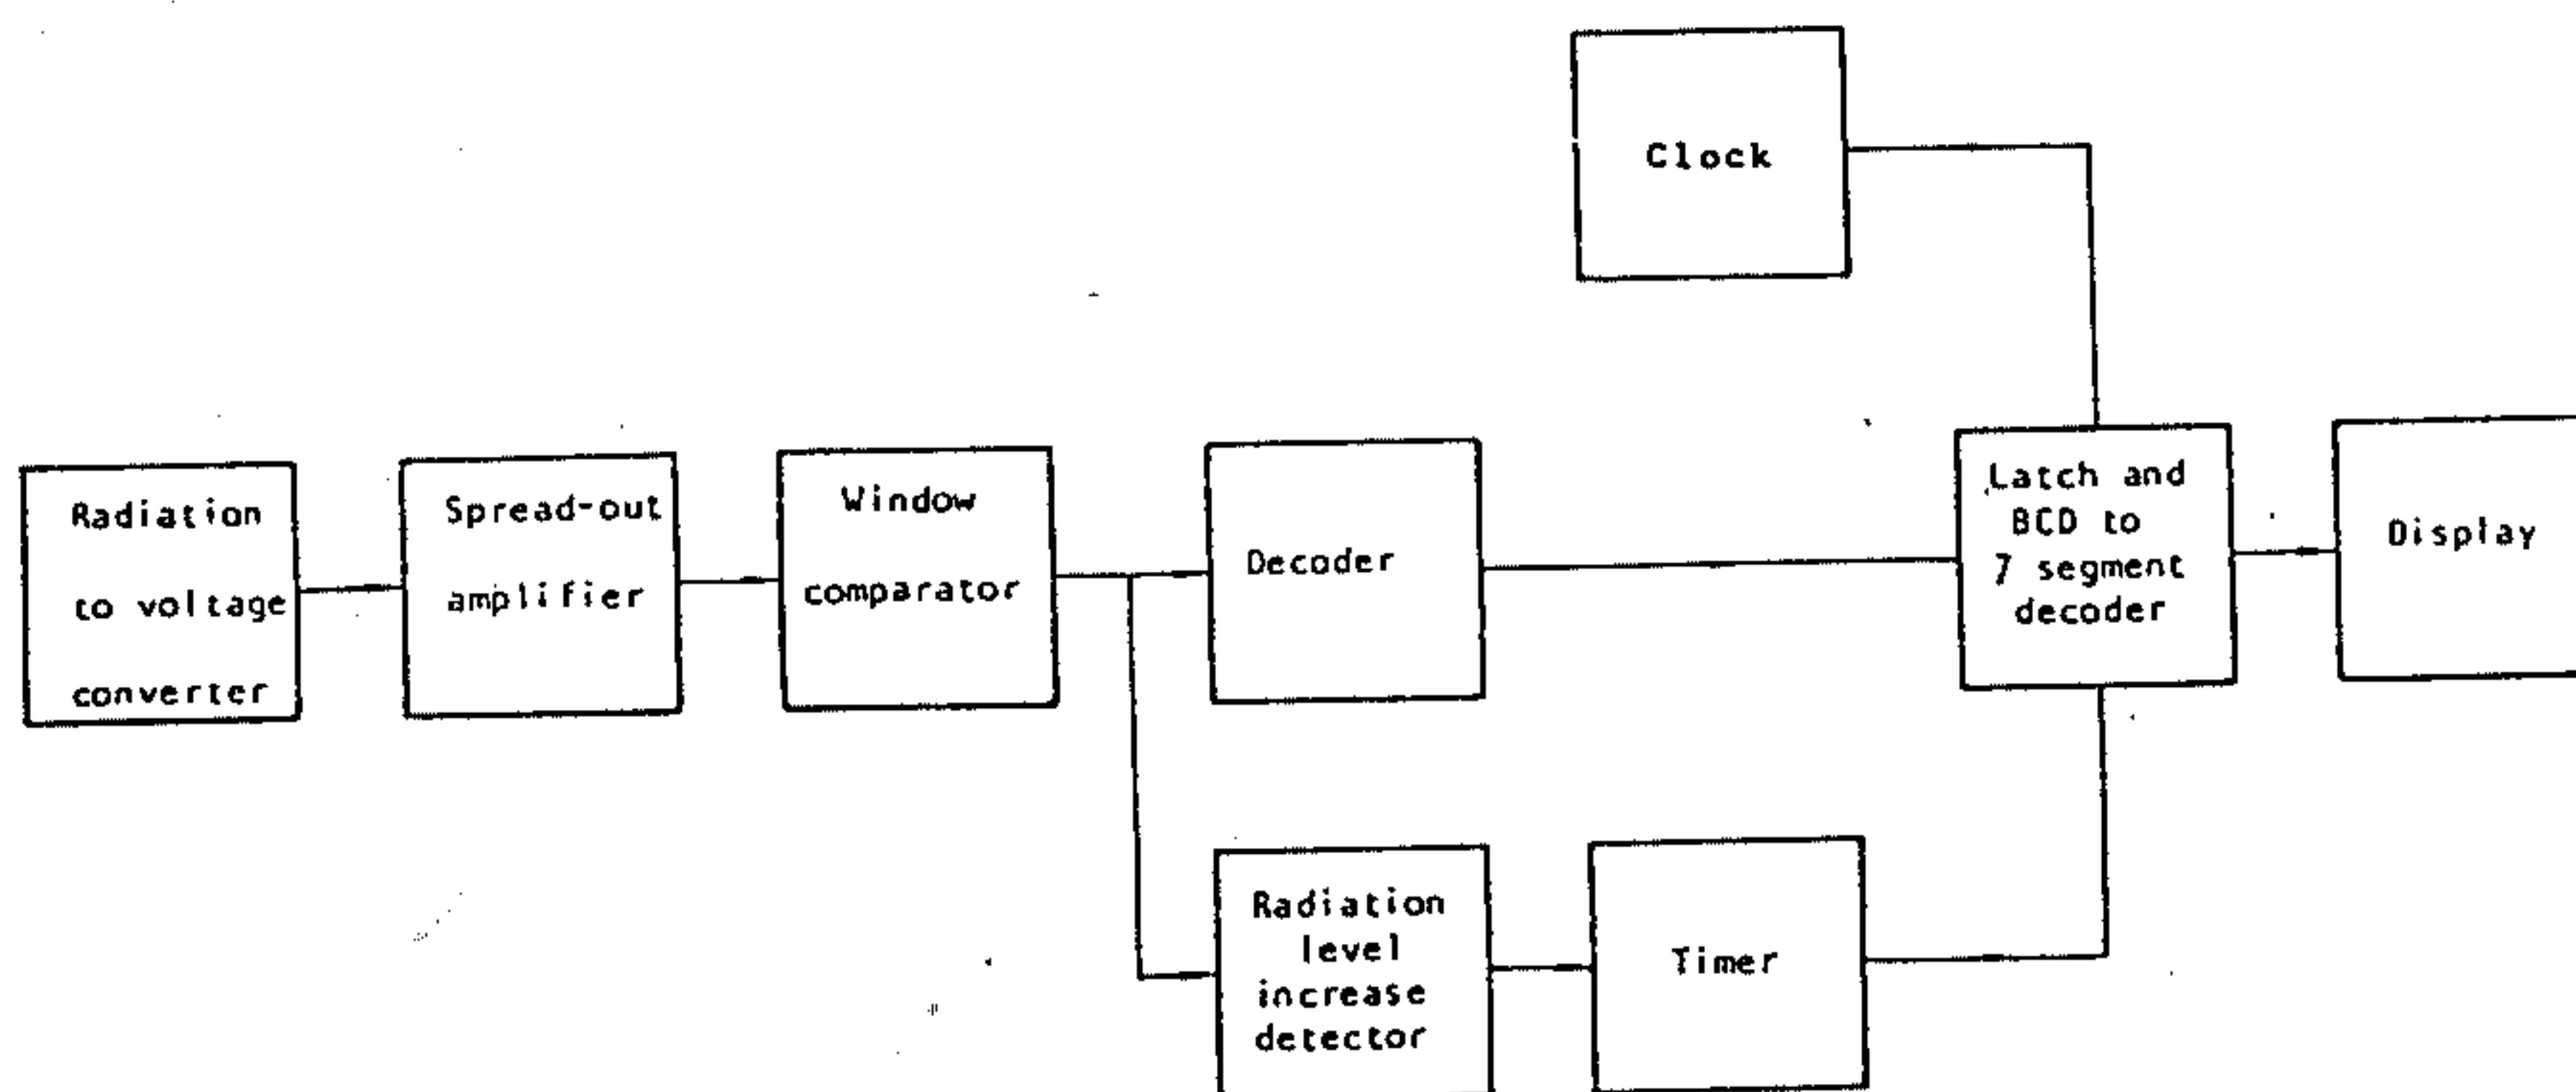 Clock
Radiation
to voltage
converter
Spread-out
amplifier
Window
comparator
Decoder
Latch and
BCD to
7 segment
decoder
Display
Radiation
level
increase
detector
Timer